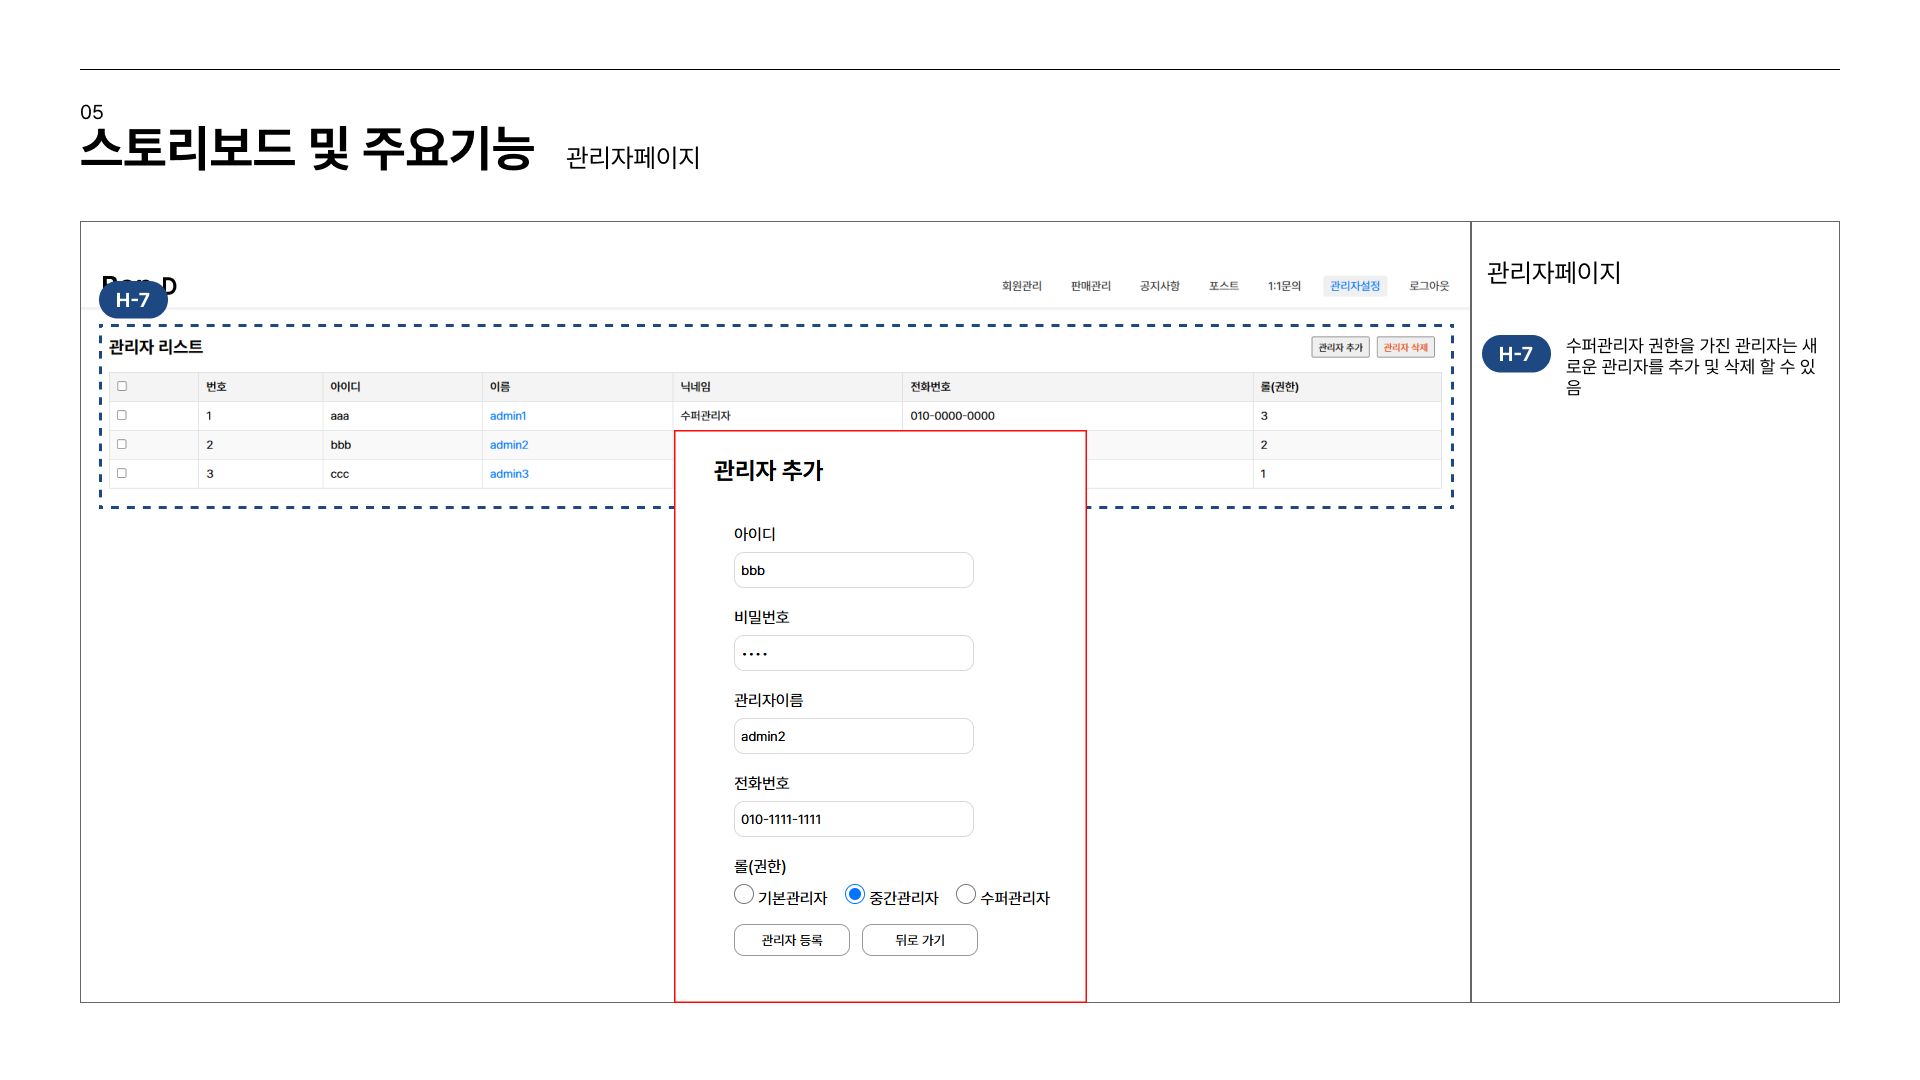 05
스토리보드 및 주요기능 관리자페이지
H-7
회원관리 판매관리 공지사항 포스트 1:1문의 관리자설정 로그아웃
관리자 리스트
관리자 추가 관리자 삭제
번호 아이디 이름 닉네임 전화번호 롤(권한)
1 aaa admin1 수퍼관리자 010-0000-0000 3
2 bbb admin2 2
3 ccc admin3 1
관리자 추가
아이디
bbb
비밀번호
••••
관리자이름
admin2
전화번호
010-1111-1111
롤(권한)
기본관리자 중간관리자 수퍼관리자
관리자 등록 뒤로 가기
관리자페이지
H-7
수퍼관리자 권한을 가진 관리자는 새
로운 관리자를 추가 및 삭제 할 수 있
음